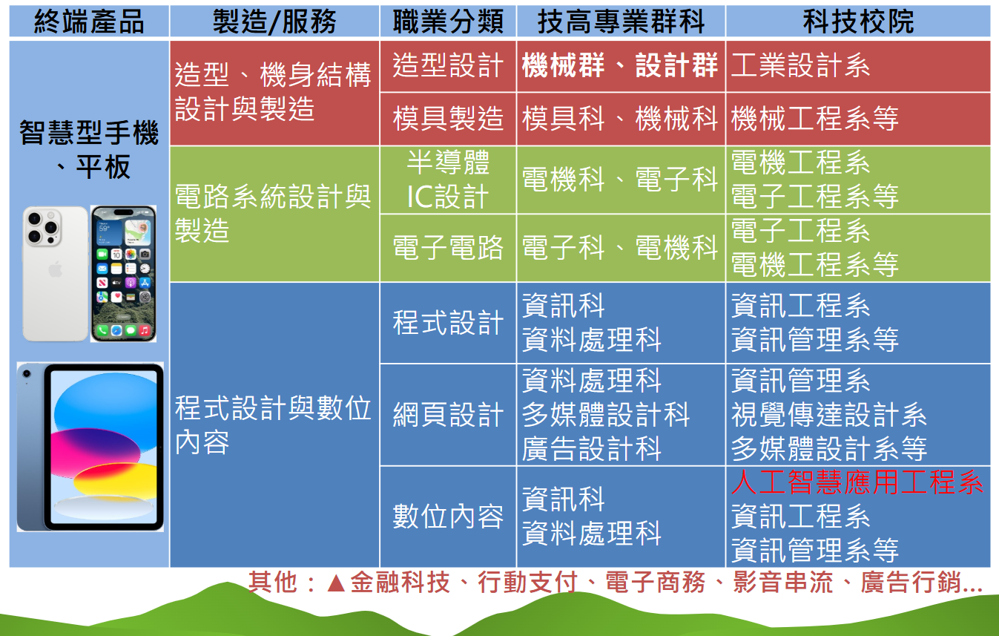 終端產品
製造/服務
職業分類
技高專業群科
科技校院
智慧型手機
、平板
造型、機身結構
設計與製造
造型設計
機械群、設計群
工業設計系
模具製造
模具科、機械科
機械工程系等
電路系統設計與
製造
半導體
IC設計
電機科、電子科
電機工程系
電子工程系等
電子電路
電子科、電機科
電子工程系
電機工程系等
程式設計與數位
內容
程式設計
資訊科
資料處理科
資訊工程系
資訊管理系等
網頁設計
資料處理科
多媒體設計科
廣告設計科
資訊管理系
視覺傳達設計系
多媒體設計系等
數位內容
資訊科
資料處理科
人工智慧應用工程系
資訊工程系
資訊管理系等
其他：▲金融科技、行動支付、電子商務、影音串流、廣告行銷...